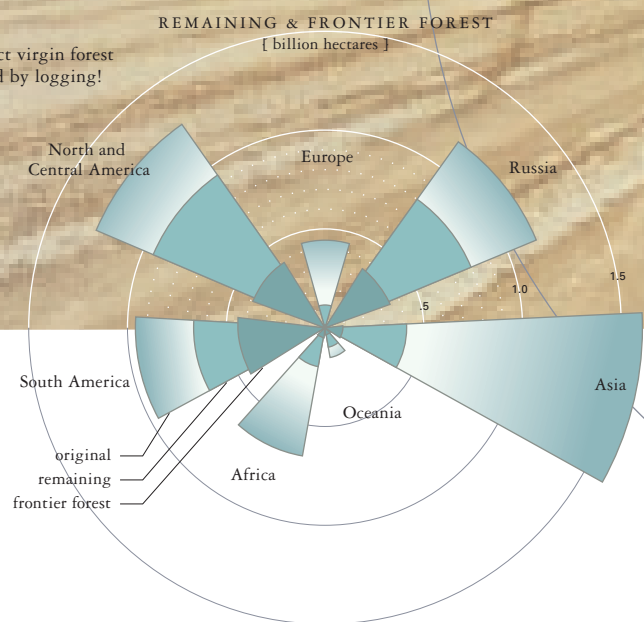 REMAINING & FRONTIER FOREST
{ billion hectares }
ct virgin forest
d by logging!
North and
Central America
Europe
Russia
1.5
1.0
.5
South America
Asia
Oceania
original
remaining
frontier forest
Africa